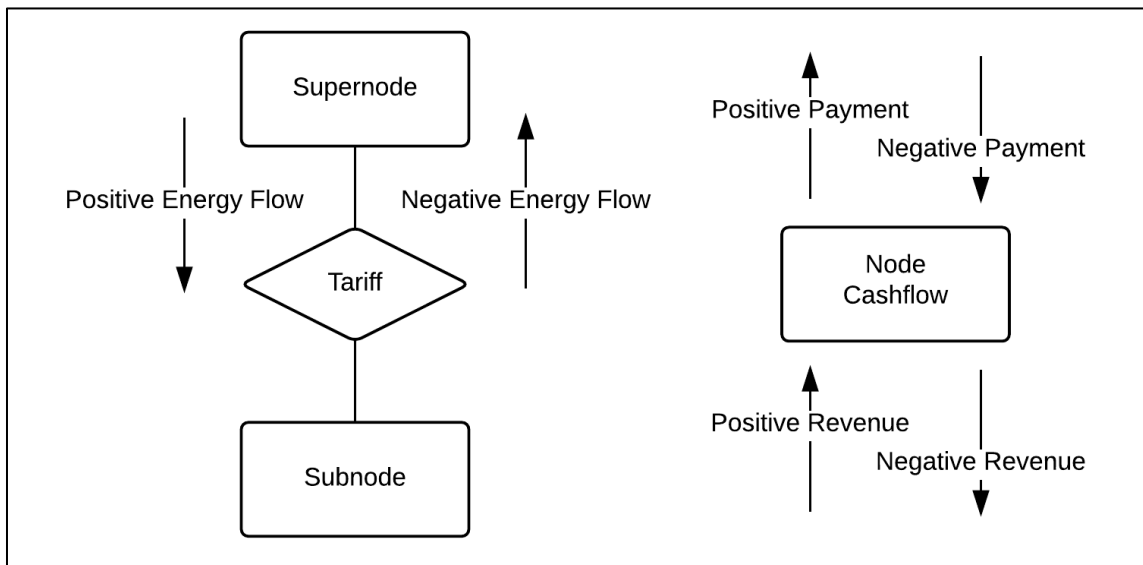 Supernode
Positive Energy Flow
Negative Energy Flow
Tariff
Subnode
Positive Payment
Negative Payment
Node
Cashflow
Positive Revenue
Negative Revenue